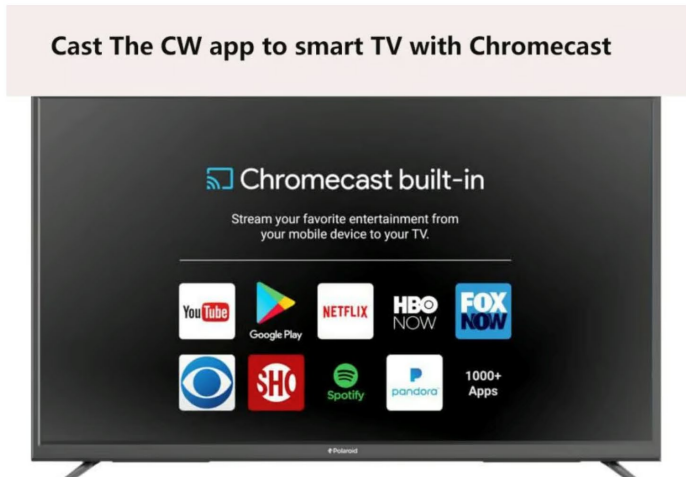 Cast The CW app to smart TV with Chromecast
Chromecast built-in
Stream your favorite entertainment from
your mobile device to your TV.
YouTube
Google Play
NETFLIX
HBO
NOW
FOX
NOW
SHO
Spotify
pandora
1000+
Apps
Polaroid